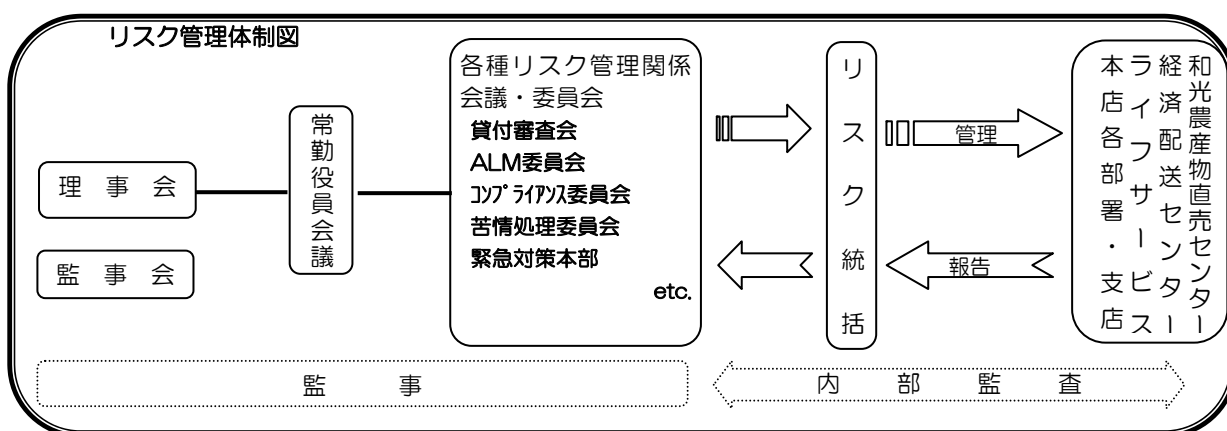 リスク管理体制図
理事会
監事会
常勤役員会議
各種リスク管理関係
会議・委員会
貸付審査会
ALM委員会
ｺﾝﾌﾟﾗｲｱﾝｽ委員会
苦情処理委員会
緊急対策本部
etc.
リスク統括
管理
報告
和光農産物直売センター
経済配送センター
ライフサービス
本店各部署・支店
監事
内部監査